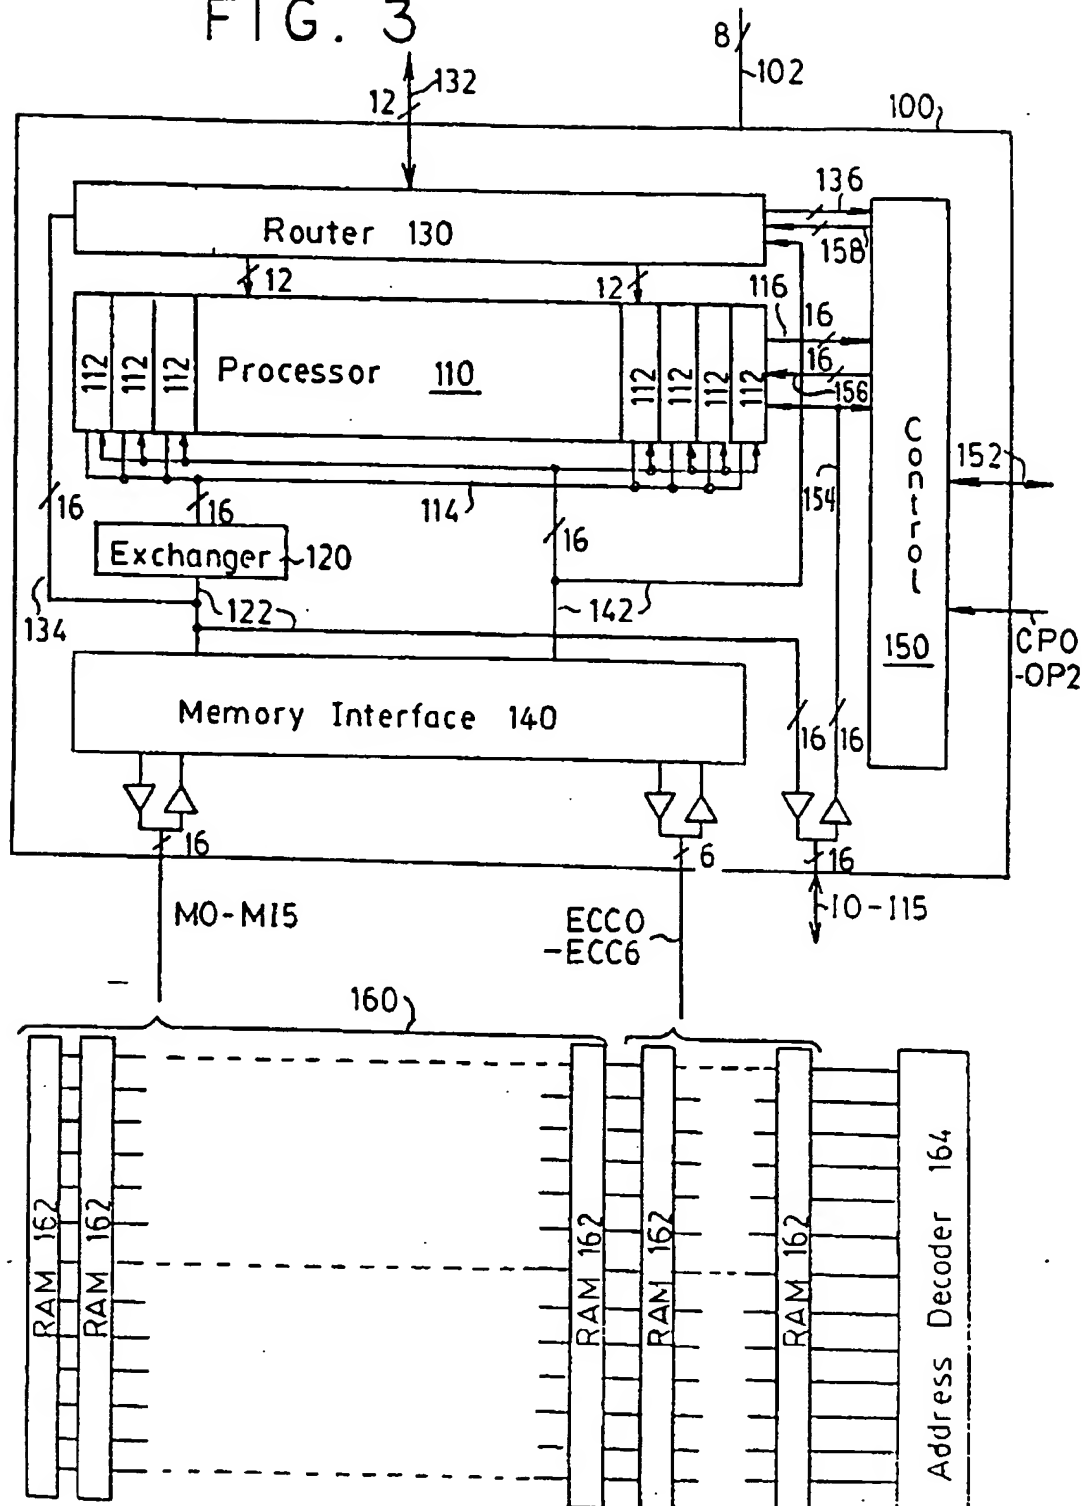 FIG. 3
8
102
132
12
100
136
Router 130
158
12
12
116
16
112
112
112
Processor 110
112
112
112
112
16
156
Control
152
16
16
114
16
154
Exchanger 120
134
122
142
150
CP0
-OP2
Memory Interface 140
16
16
16
6
16
M0-M15
ECC0
-ECC6
I0-I15
160
RAM 162
RAM 162
RAM 162
RAM 162
RAM 162
Address Decoder 164